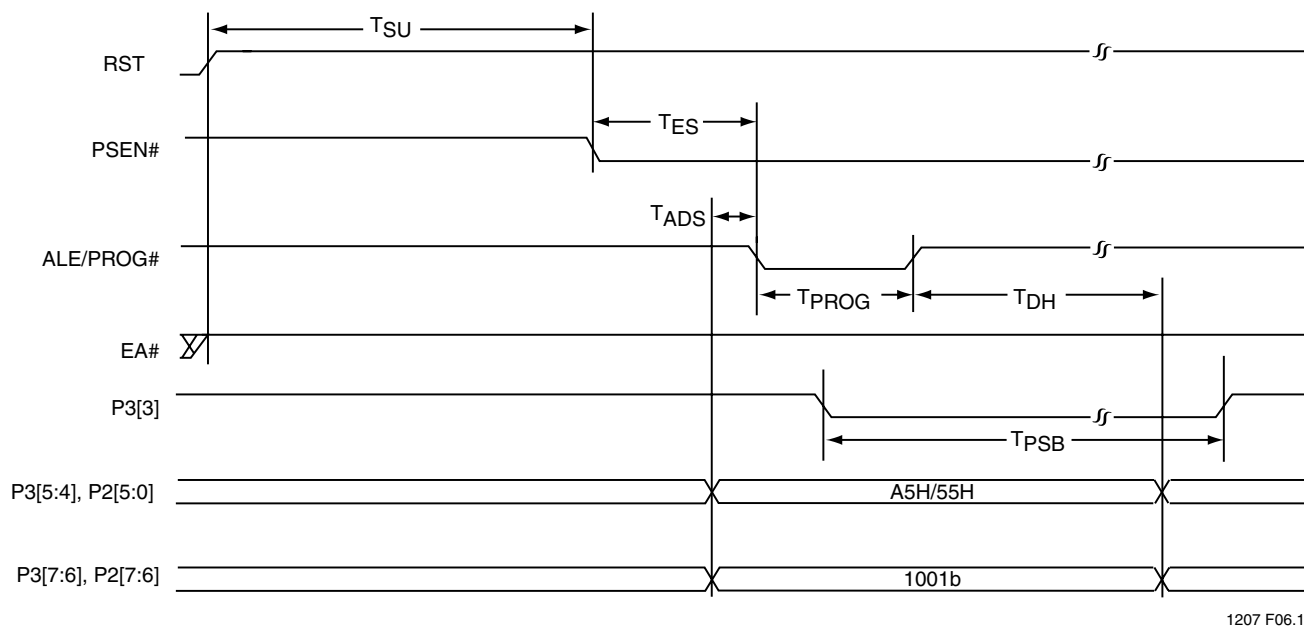 TSU
RST
TES
PSEN#
TADS
ALE/PROG#
TPROG
TDH
EA#
P3[3]
TPSB
P3[5:4], P2[5:0]
A5H/55H
P3[7:6], P2[7:6]
1001b
1207 F06.1